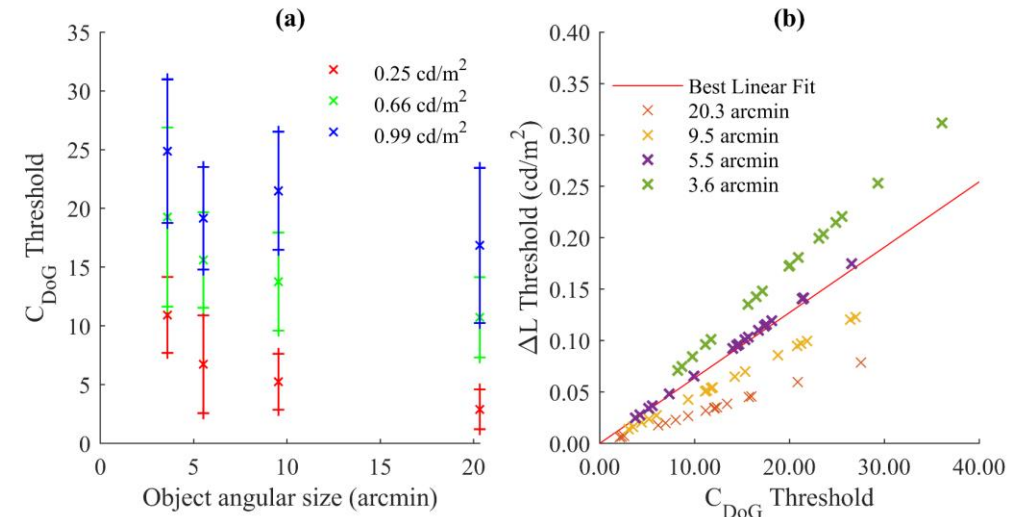 (a)
35
30
25
20
15
10
5
0
0 5 10 15 20
C_DoG Threshold
Object angular size (arcmin)
0.25 cd/m²
0.66 cd/m²
0.99 cd/m²
(b)
0.40
0.35
0.30
0.25
0.20
0.15
0.10
0.05
0.00
0.00 10.00 20.00 30.00 40.00
ΔL Threshold (cd/m²)
C_DoG Threshold
Best Linear Fit
20.3 arcmin
9.5 arcmin
5.5 arcmin
3.6 arcmin